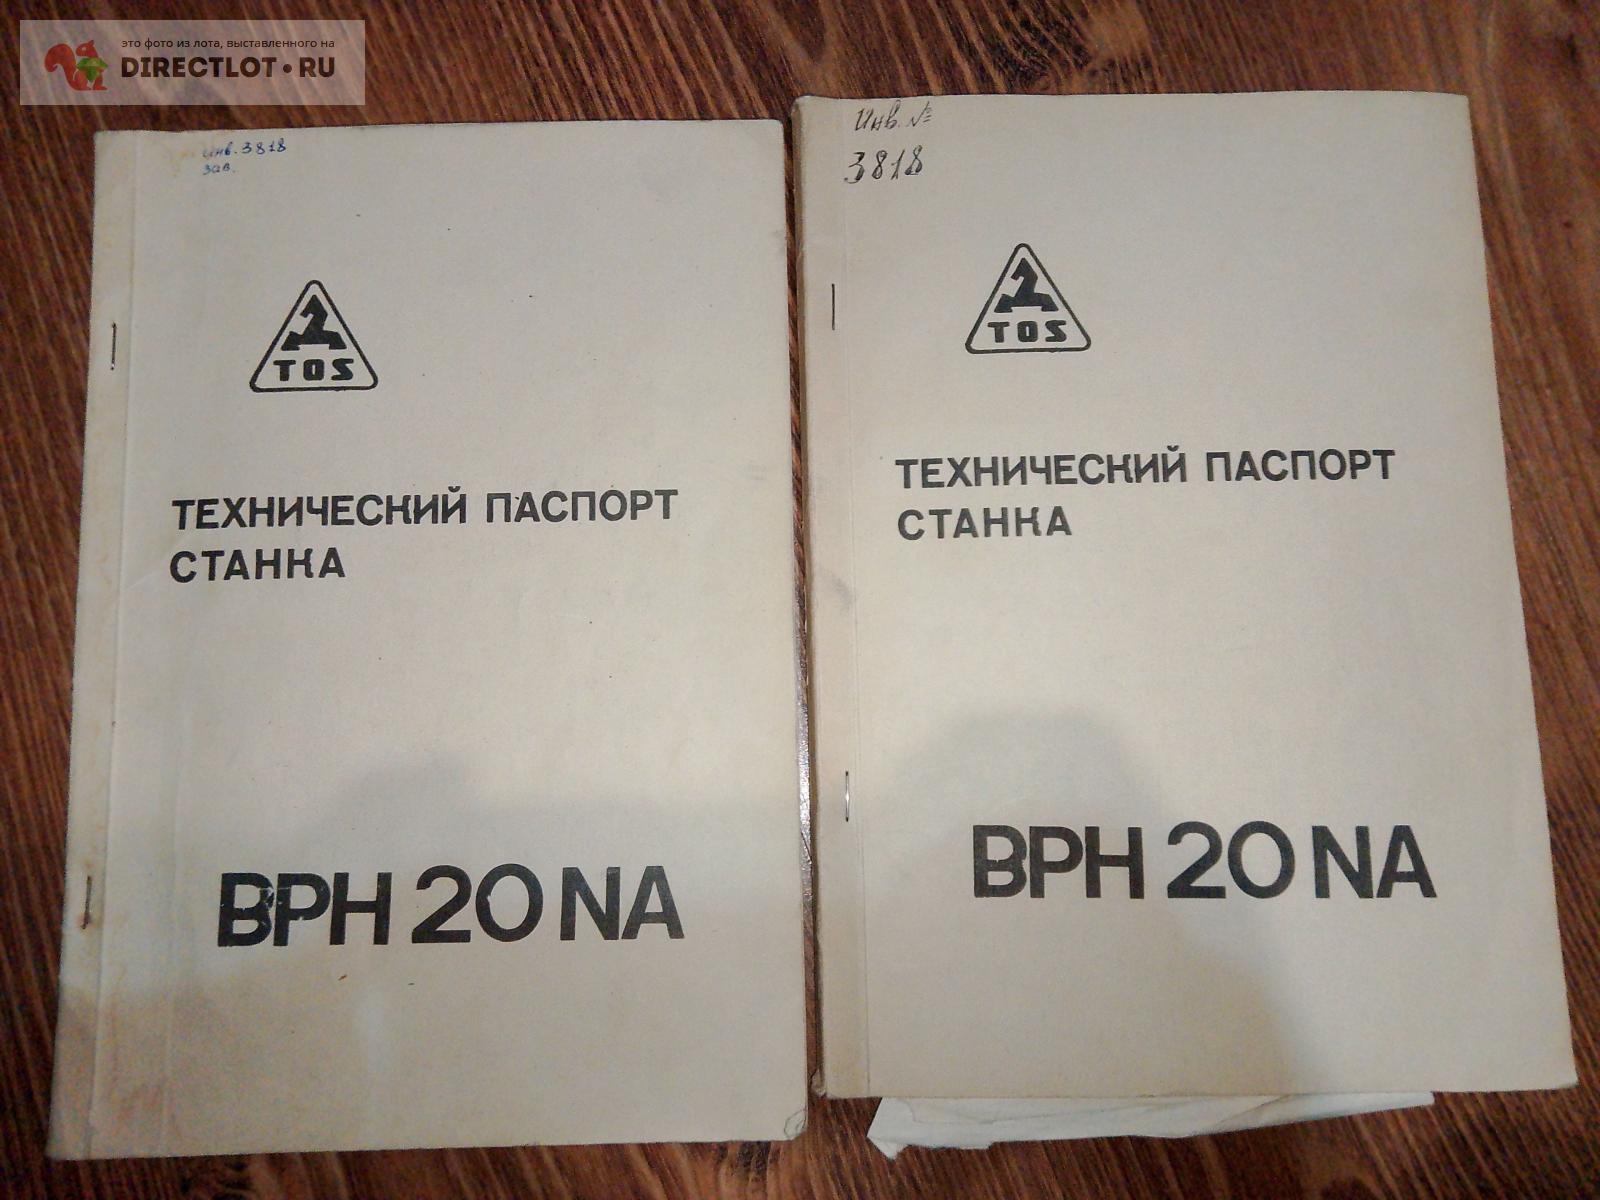 это фото из лота, выставленного на
DIRECTLOT•RU
инв. 3818
зав.
TOS
ТЕХНИЧЕСКИЙ ПАСПОРТ
СТАНКА
BPH 20 NA
Инв. №
3818
TOS
ТЕХНИЧЕСКИЙ ПАСПОРТ
СТАНКА
BPH 20 NA